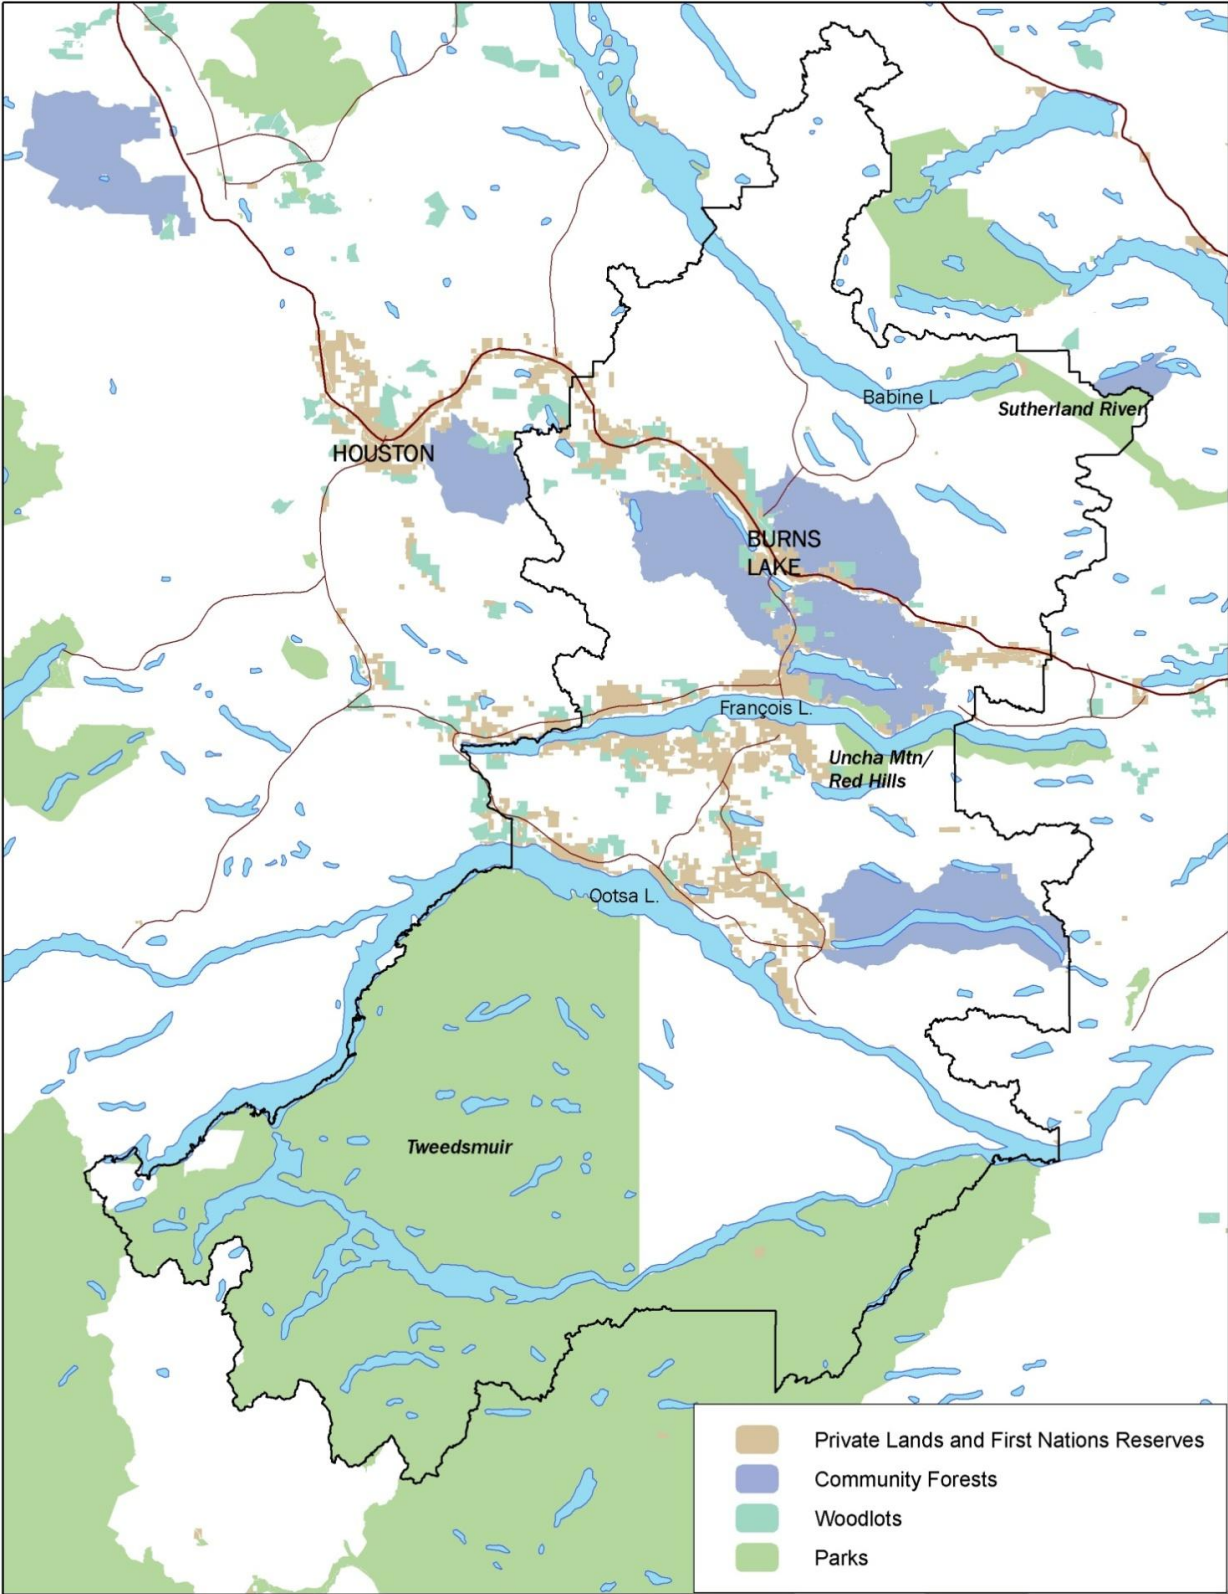 Babine L.
Sutherland River
HOUSTON
BURNS
LAKE
François L.
Uncha Mtn/
Red Hills
Ootsa L.
Tweedsmuir
Private Lands and First Nations Reserves
Community Forests
Woodlots
Parks